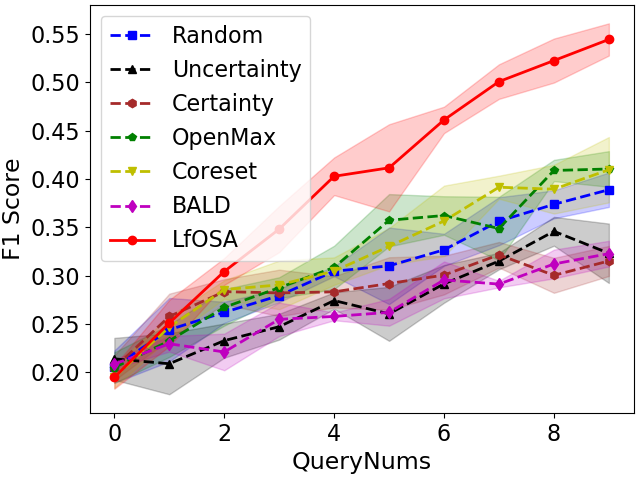 0.55
0.50
0.45
0.40
0.35
0.30
0.25
0.20
F1 Score
Random
Uncertainty
Certainty
OpenMax
Coreset
BALD
LfOSA
0 2 4 6 8
QueryNums